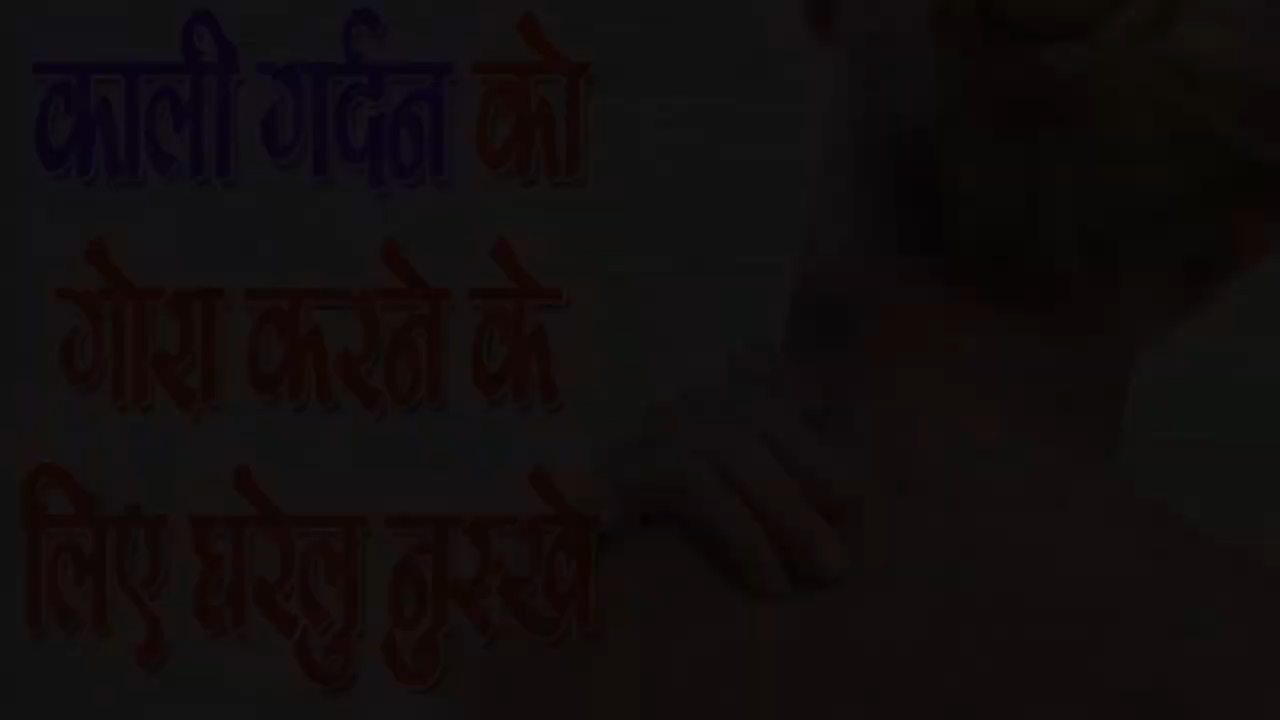 काली गर्दन को
गोरा करने के
लिए घरेलु नुस्खे